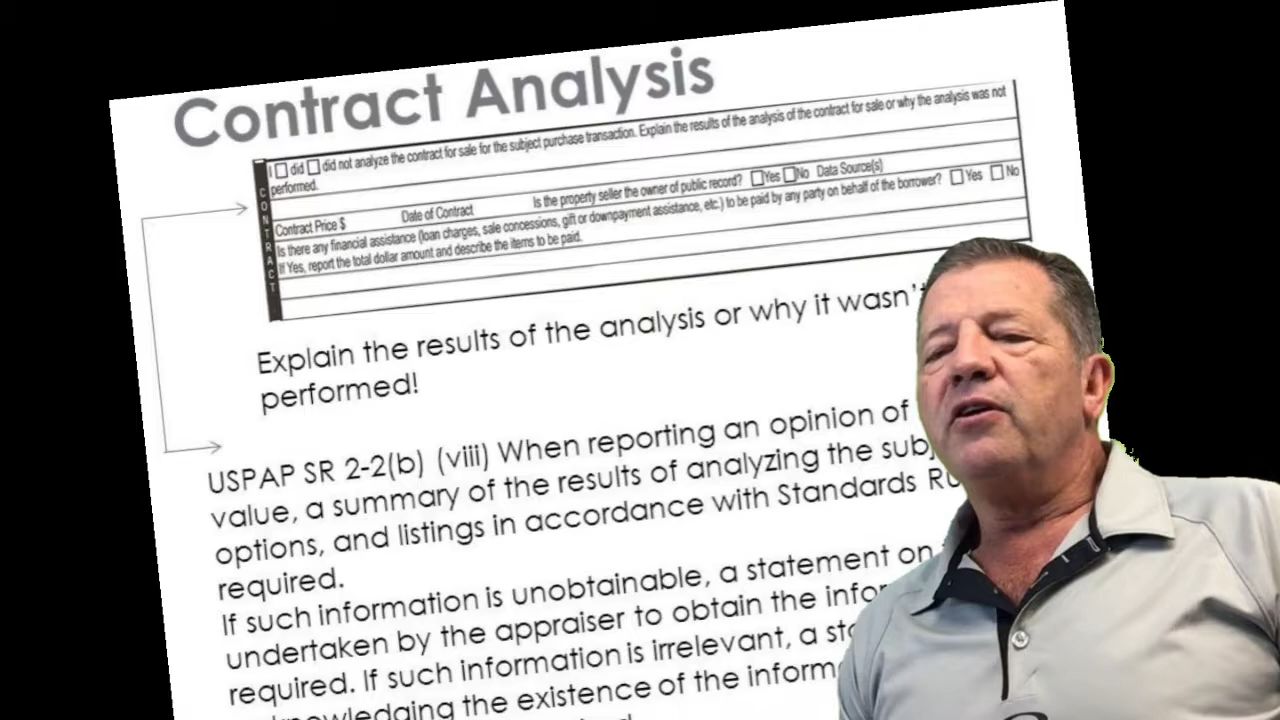 Contract Analysis
I did did not analyze the contract for sale for the subject purchase transaction. Explain the results of the analysis of the contract for sale or why the analysis was not
performed.
Contract Price $ Date of Contract Is the property seller the owner of public record? Yes No Data Source(s)
Is there any financial assistance (loan charges, sale concessions, gift or downpayment assistance, etc.) to be paid by any party on behalf of the borrower? Yes No
If Yes, report the total dollar amount and describe the items to be paid.
CONTRACT
Explain the results of the analysis or why it wasn't
performed!
USPAP SR 2-2(b) (viii) When reporting an opinion of
value, a summary of the results of analyzing the
options, and listings in accordance with Standards
required.
If such information is unobtainable, a statement on
undertaken by the appraiser to obtain the
required. If such information is irrelevant, a
the existence of the